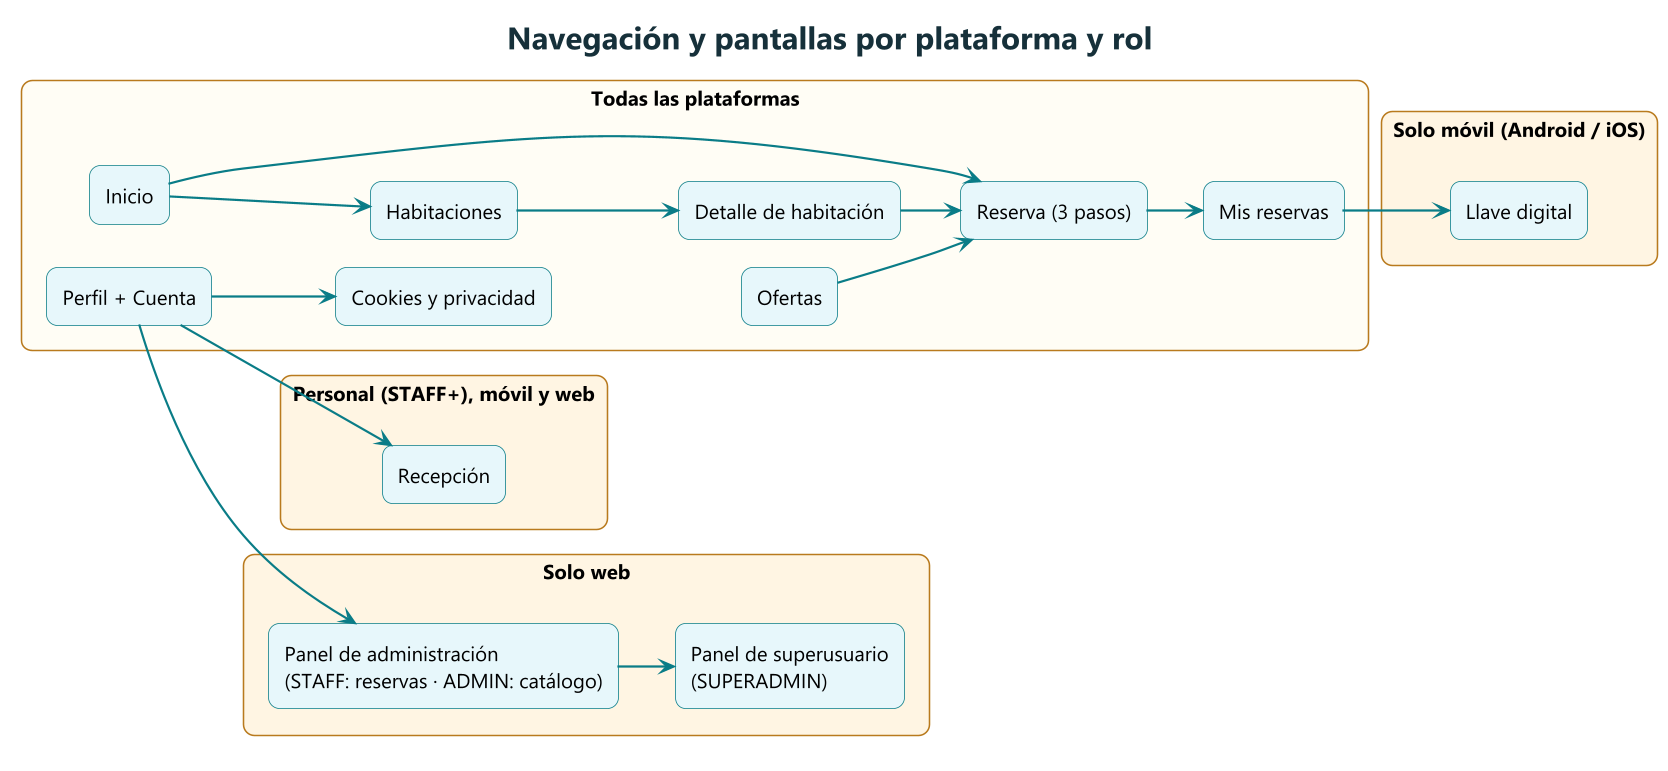 Navegación y pantallas por plataforma y rol
Todas las plataformas
Solo móvil (Android / iOS)
Inicio
Habitaciones
Detalle de habitación
Reserva (3 pasos)
Mis reservas
Llave digital
Perfil + Cuenta
Cookies y privacidad
Ofertas
Personal (STAFF+), móvil y web
Recepción
Solo web
Panel de administración
(STAFF: reservas · ADMIN: catálogo)
Panel de superusuario
(SUPERADMIN)